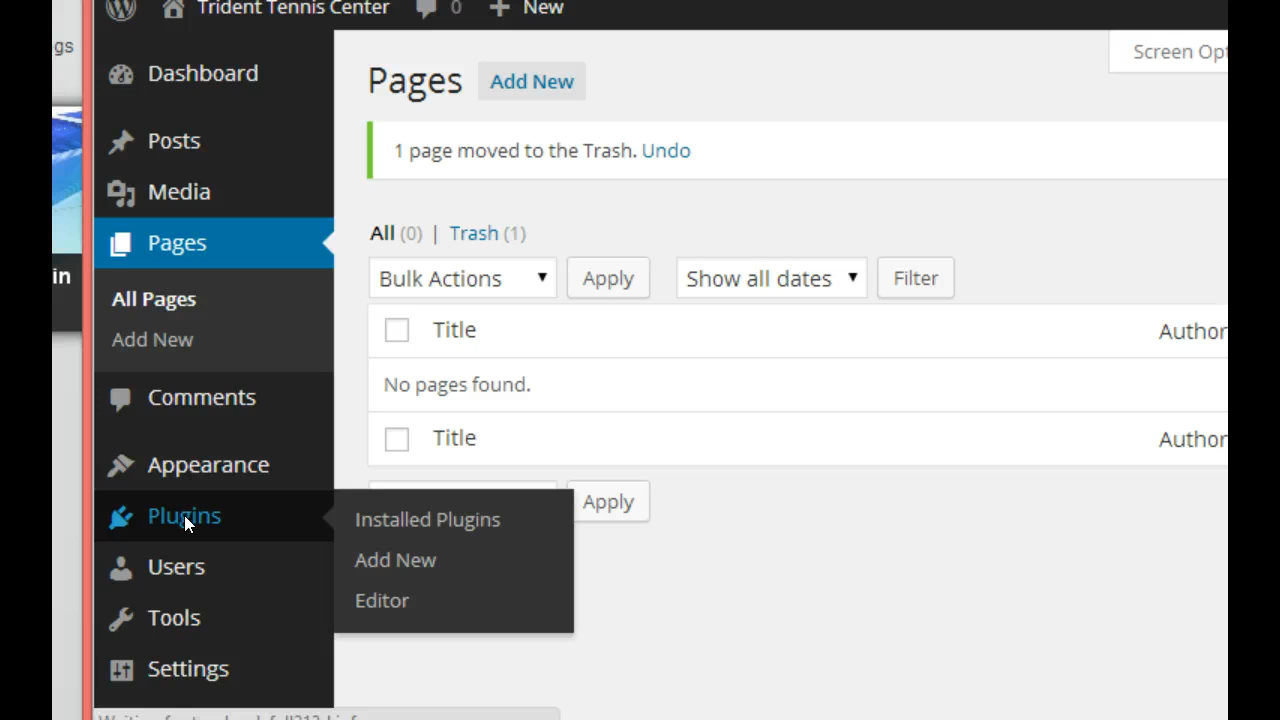 gs
Trident Tennis Center 0 New
Screen Opt
Dashboard
Pages Add New
Posts
1 page moved to the Trash. Undo
Media
All (0) | Trash (1)
Pages
Bulk Actions Apply Show all dates Filter
in
All Pages
Title Author
Add New
No pages found.
Comments
Title Author
Appearance
Apply
Plugins
Installed Plugins
Add New
Editor
Users
Tools
Settings